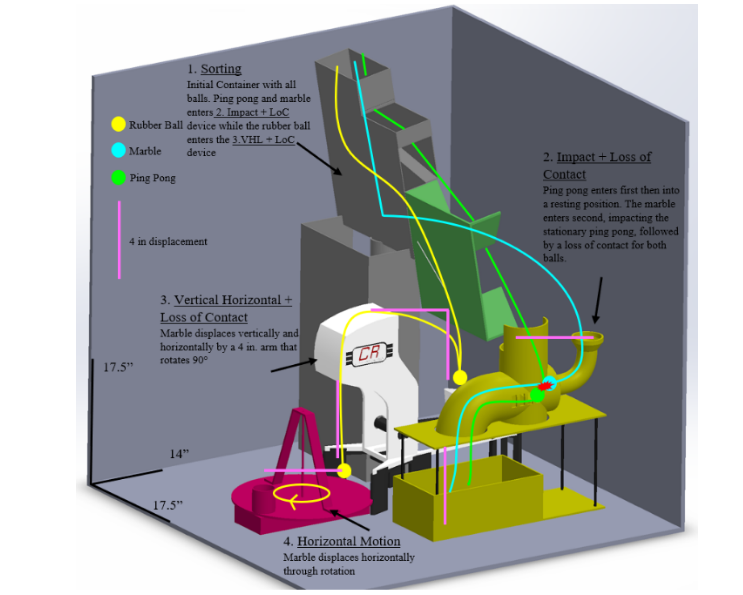 1. Sorting
Initial Container with all
balls. Ping pong and marble
enters 2. Impact + LoC
device while the rubber ball
enters the 3.VHL + LoC
device
Rubber Ball
Marble
Ping Pong
4 in displacement
2. Impact + Loss of
Contact
Ping pong enters first then into
a resting position. The marble
enters second, impacting the
stationary ping pong, followed
by a loss of contact for both
balls.
3. Vertical Horizontal +
Loss of Contact
Marble displaces vertically and
horizontally by a 4 in. arm that
rotates 90°
CR
17.5”
14”
17.5”
4. Horizontal Motion
Marble displaces horizontally
through rotation